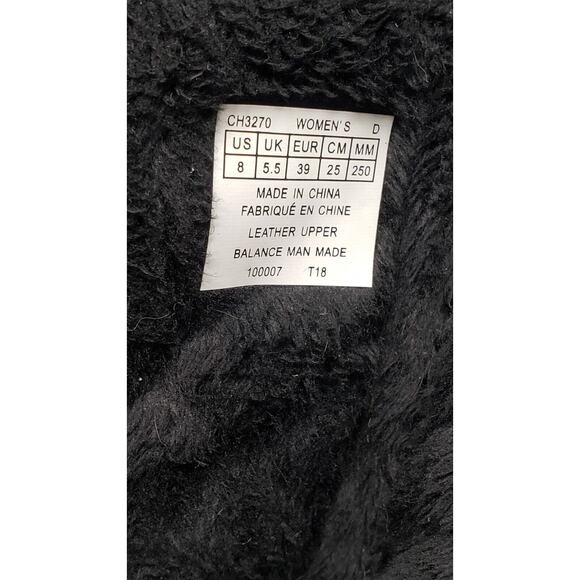 CH3270 WOMEN'S D
US UK EUR CM MM
8 5.5 39 25 250
MADE IN CHINA
FABRIQUÉ EN CHINE
LEATHER UPPER
BALANCE MAN MADE
100007 T18